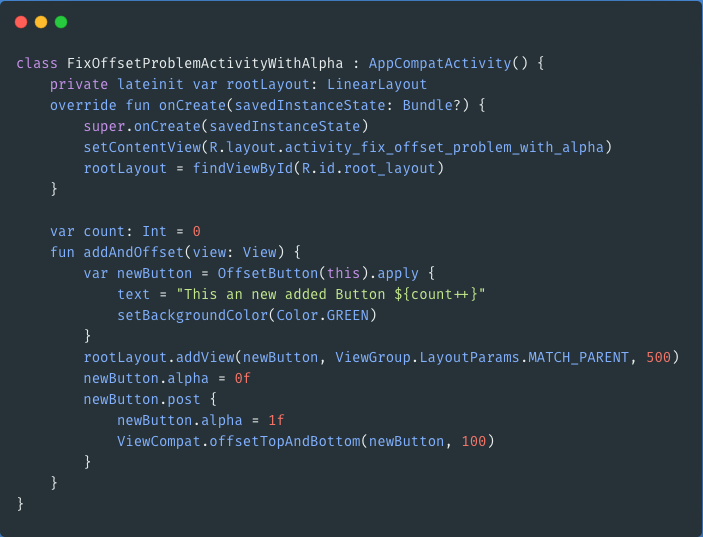 class FixOffsetProblemActivityWithAlpha : AppCompatActivity() {
    private lateinit var rootLayout: LinearLayout
    override fun onCreate(savedInstanceState: Bundle?) {
        super.onCreate(savedInstanceState)
        setContentView(R.layout.activity_fix_offset_problem_with_alpha)
        rootLayout = findViewById(R.id.root_layout)
    }

    var count: Int = 0
    fun addAndOffset(view: View) {
        var newButton = OffsetButton(this).apply {
            text = "This an new added Button ${count++}"
            setBackgroundColor(Color.GREEN)
        }
        rootLayout.addView(newButton, ViewGroup.LayoutParams.MATCH_PARENT, 500)
        newButton.alpha = 0f
        newButton.post {
            newButton.alpha = 1f
            ViewCompat.offsetTopAndBottom(newButton, 100)
        }
    }
}